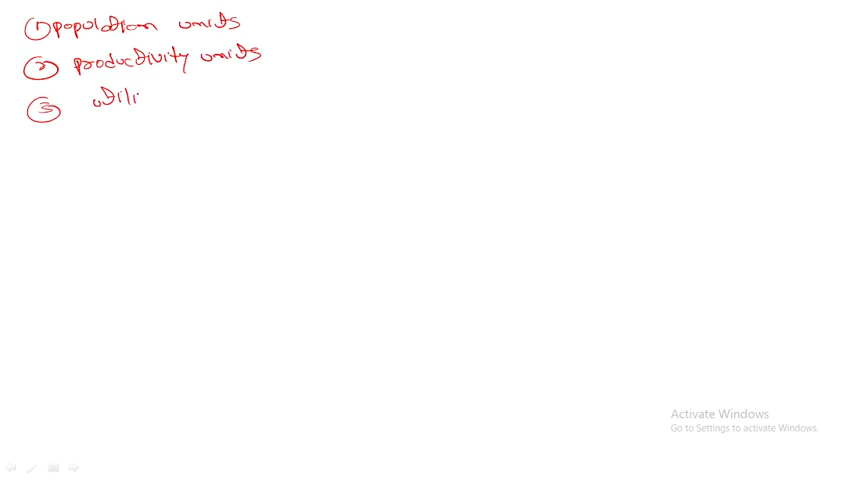 ① population units
② productivity units
③ utili
Activate Windows
Go to Settings to activate Windows.